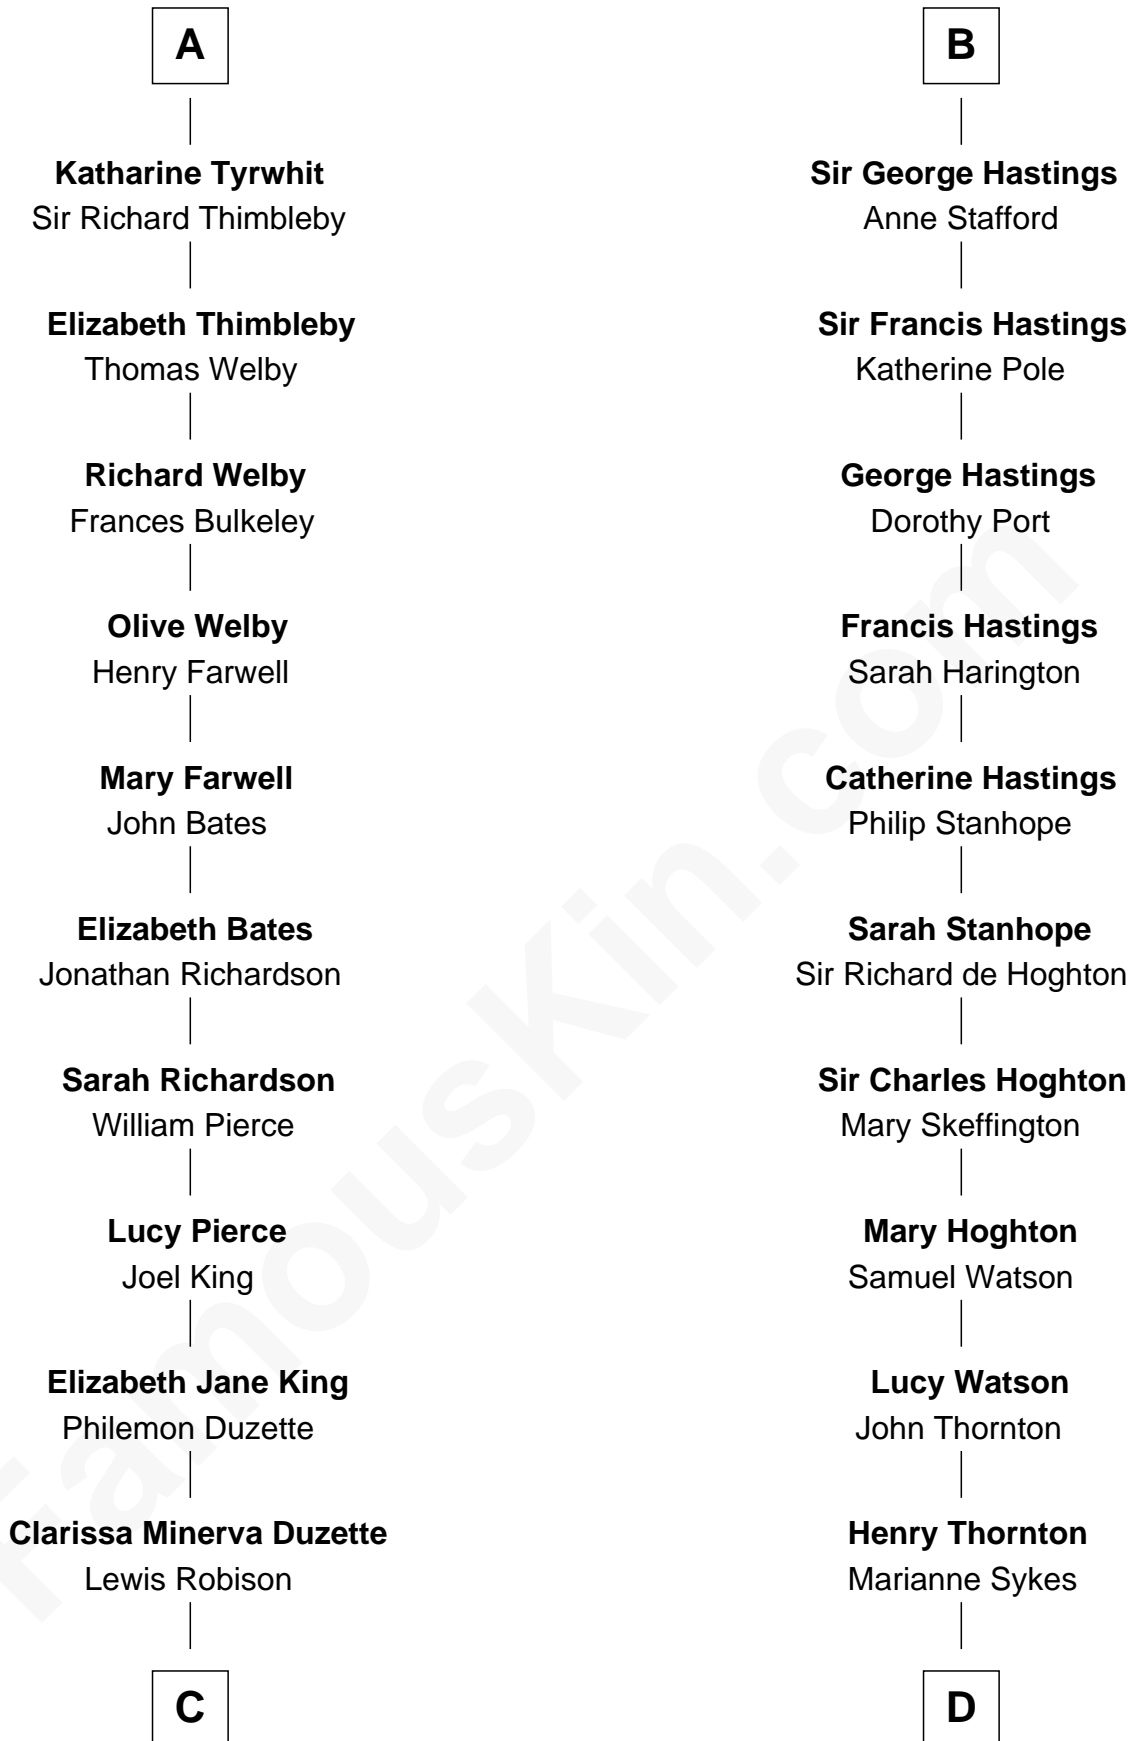 A
Katharine Tyrwhit
Sir Richard Thimbleby
Elizabeth Thimbleby
Thomas Welby
Richard Welby
Frances Bulkeley
Olive Welby
Henry Farwell
Mary Farwell
John Bates
Elizabeth Bates
Jonathan Richardson
Sarah Richardson
William Pierce
Lucy Pierce
Joel King
Elizabeth Jane King
Philemon Duzette
Clarissa Minerva Duzette
Lewis Robison
C
B
Sir George Hastings
Anne Stafford
Sir Francis Hastings
Katherine Pole
George Hastings
Dorothy Port
Francis Hastings
Sarah Harington
Catherine Hastings
Philip Stanhope
Sarah Stanhope
Sir Richard de Hoghton
Sir Charles Hoghton
Mary Skeffington
Mary Hoghton
Samuel Watson
Lucy Watson
John Thornton
Henry Thornton
Marianne Sykes
D
FamousKin.com